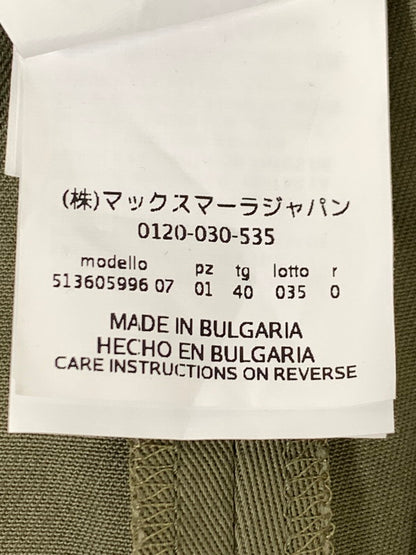 (株)マックスマーラジャパン
0120-030-535
modello pz tg lotto r
513605996 07 01 40 035 0
MADE IN BULGARIA
HECHO EN BULGARIA
CARE INSTRUCTIONS ON REVERSE